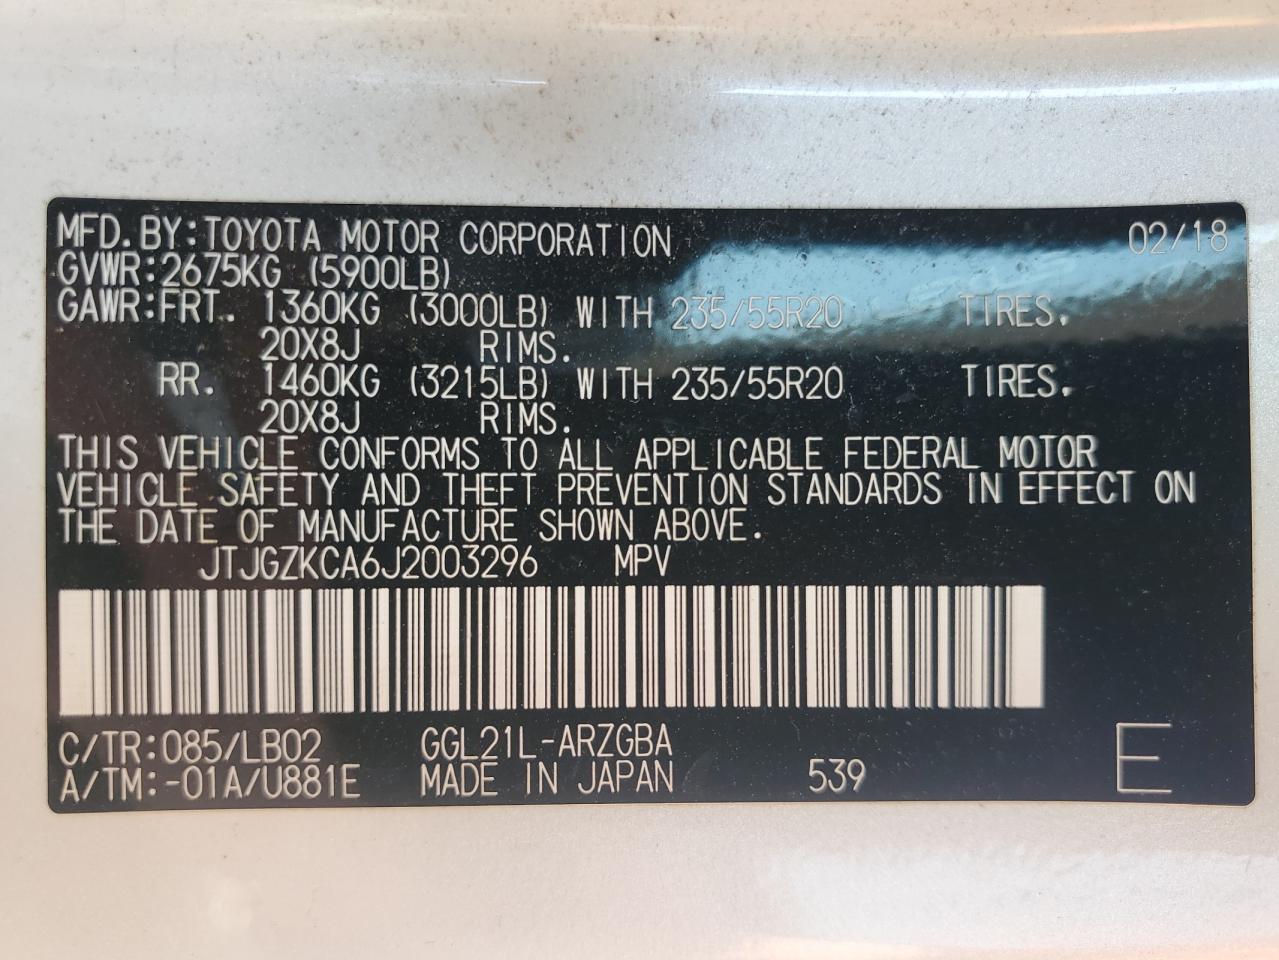 MFD.BY:TOYOTA MOTOR CORPORATION 02/18
GVWR:2675KG (5900LB)
GAWR:FRT. 1360KG (3000LB) WITH 235/55R20 TIRES.
20X8J RIMS.
RR. 1460KG (3215LB) WITH 235/55R20 TIRES.
20X8J RIMS.
THIS VEHICLE CONFORMS TO ALL APPLICABLE FEDERAL MOTOR
VEHICLE SAFETY AND THEFT PREVENTION STANDARDS IN EFFECT ON
THE DATE OF MANUFACTURE SHOWN ABOVE.
JTJGZKCA6J2003296 MPV
C/TR:085/LB02 GGL21L-ARZGBA
A/TM:-01A/U881E MADE IN JAPAN 539 E